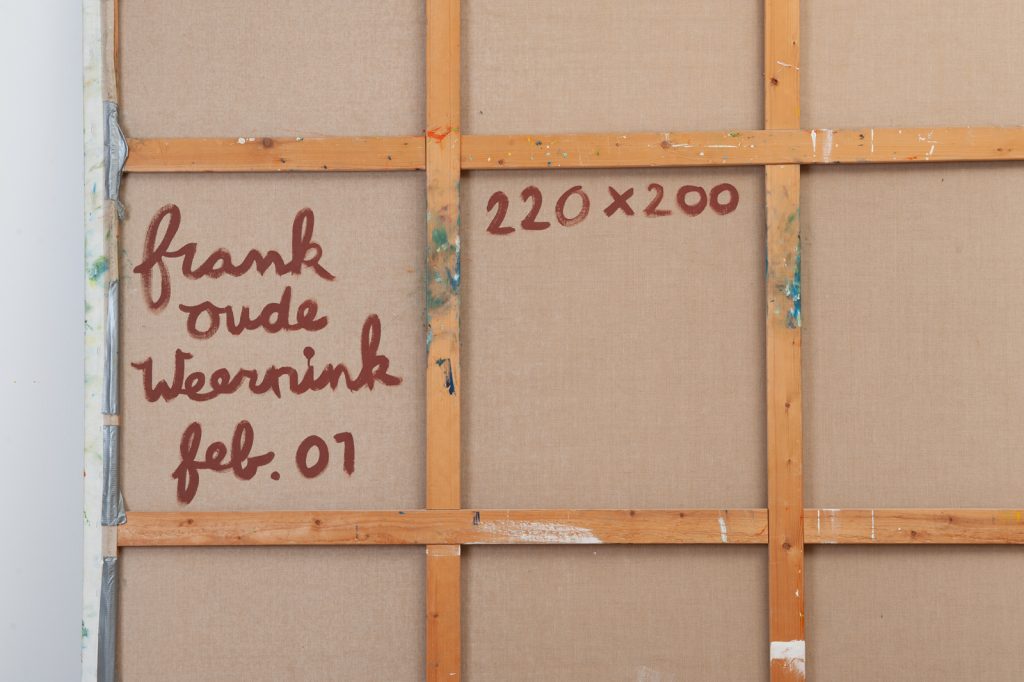 frank
oude
Weernink
feb. 01
220 x 200